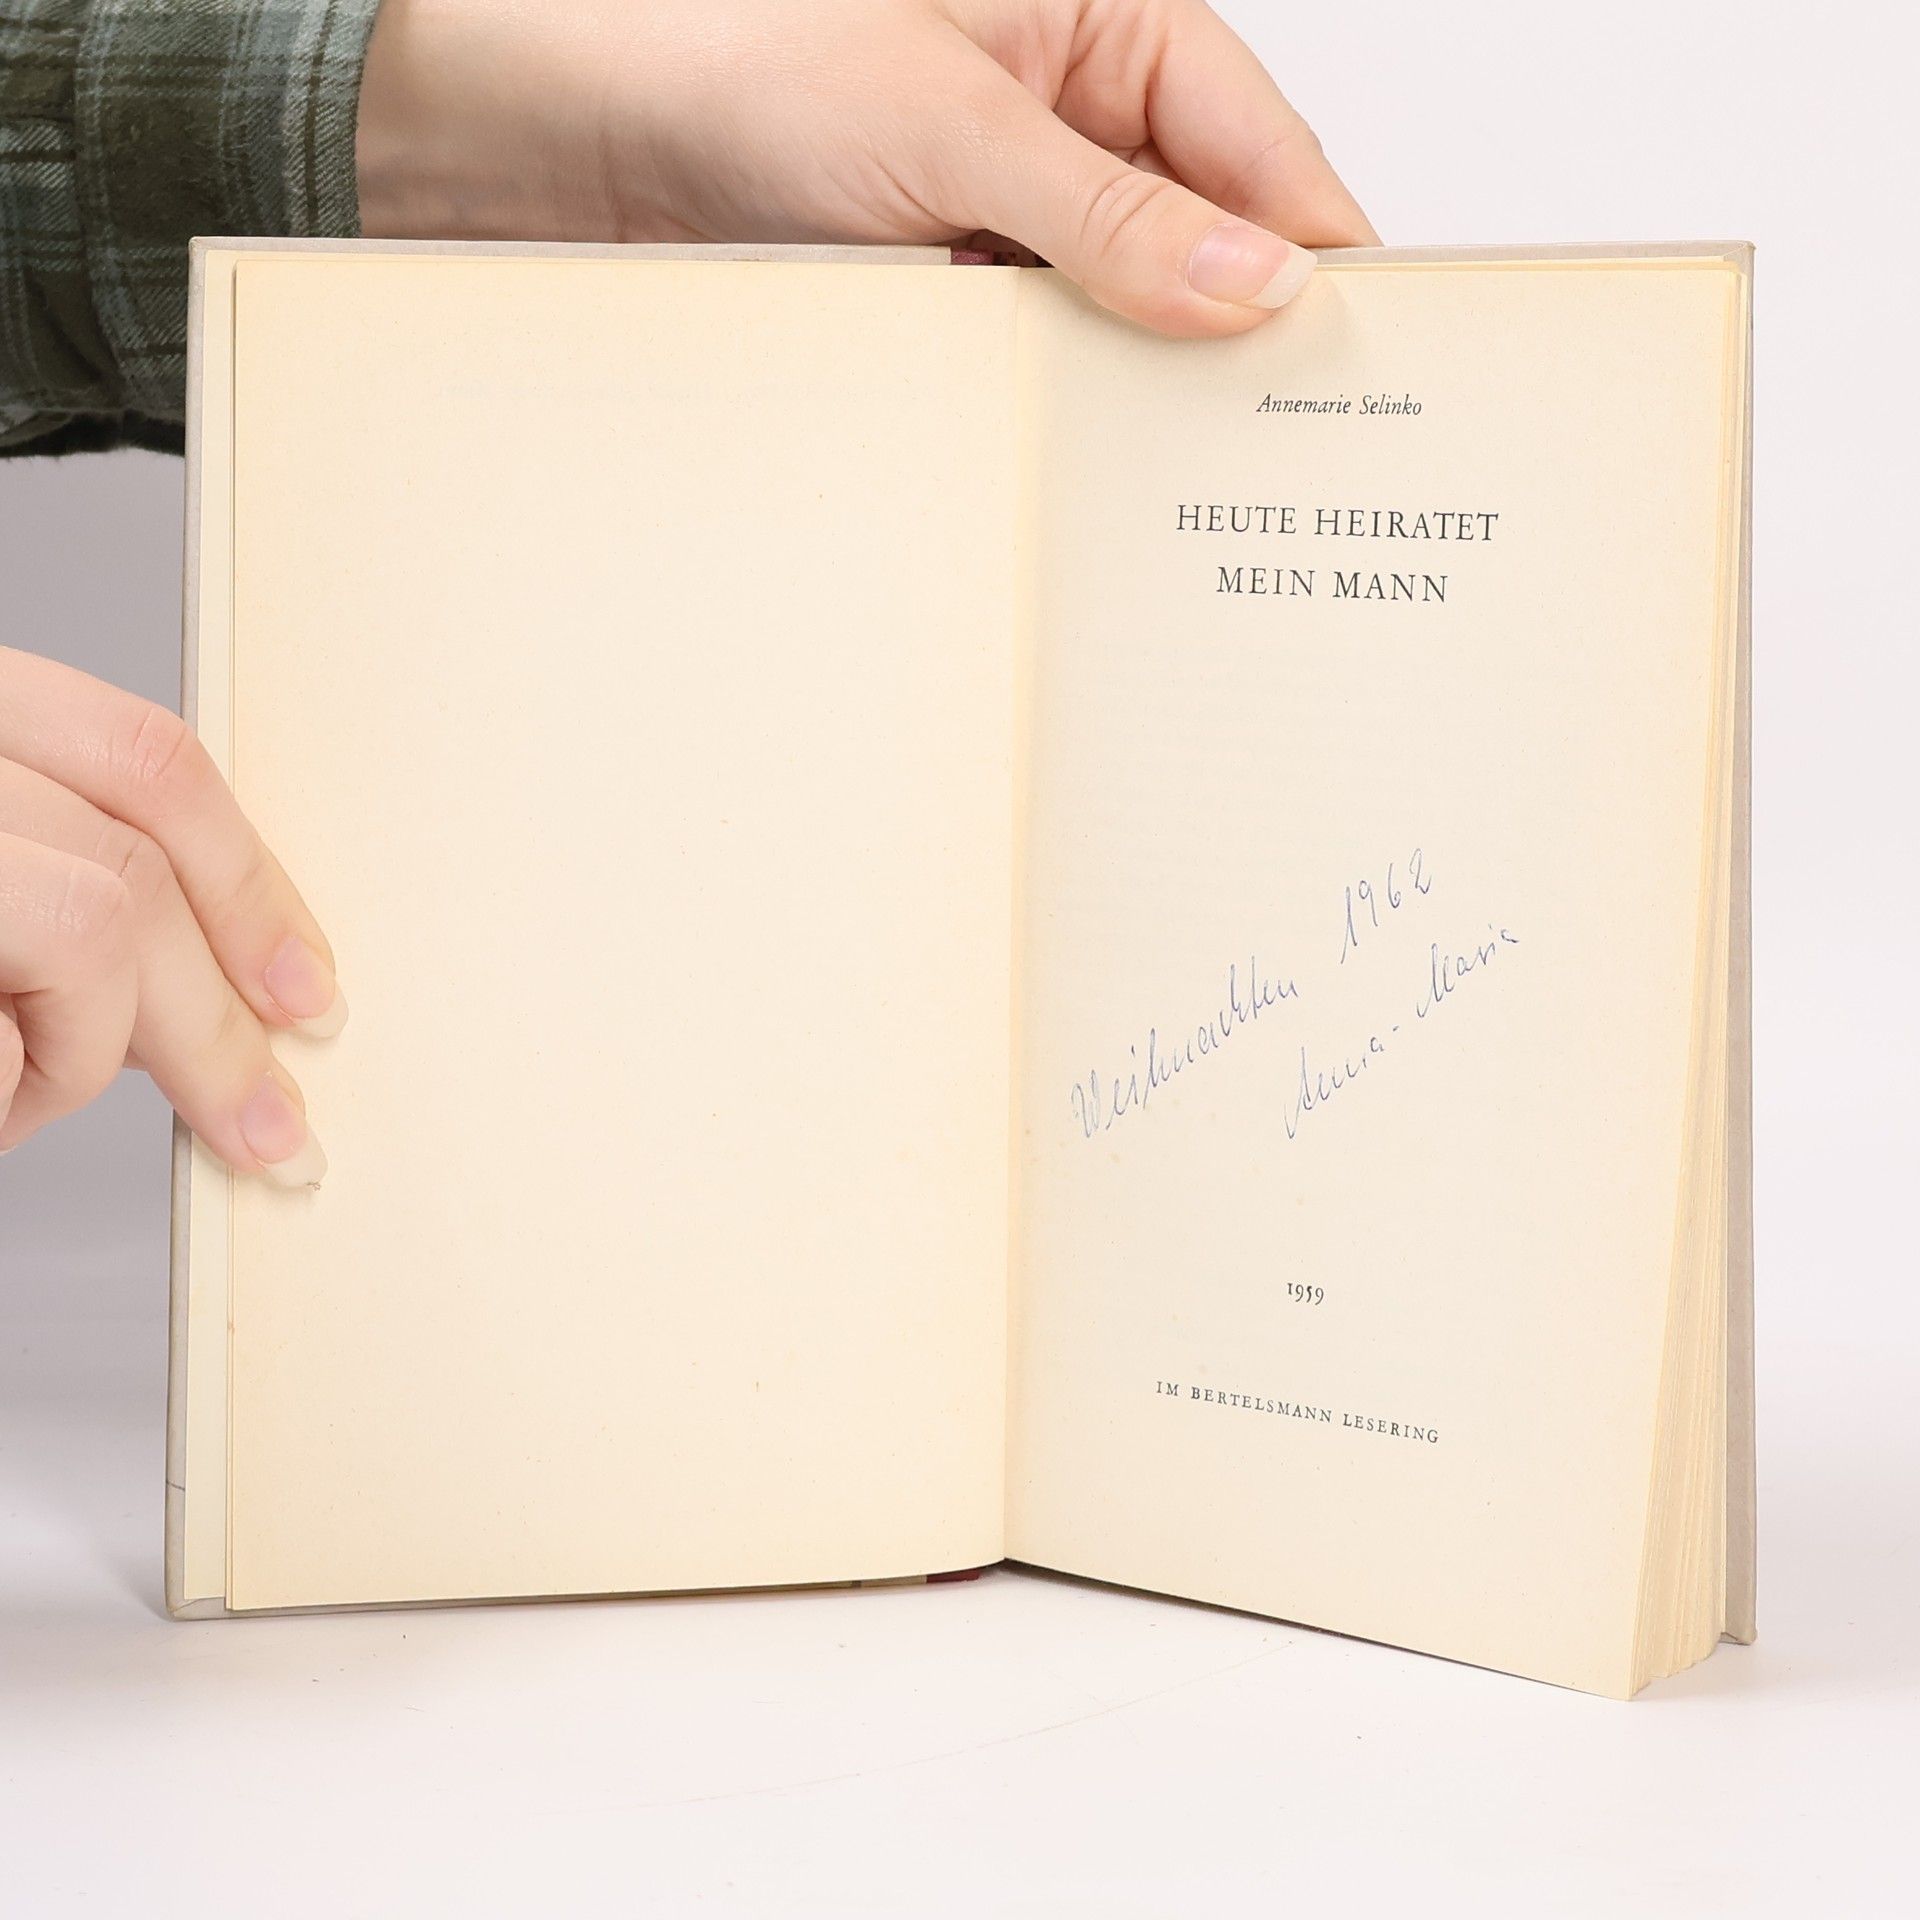 Annemarie Selinko
HEUTE HEIRATET
MEIN MANN
Weihnachten 1962
Anna-Maria
1959
IM BERTELSMANN LESERING